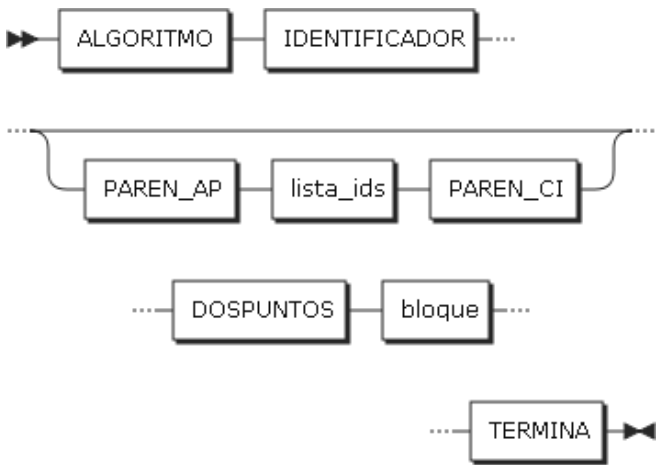 ALGORITMO IDENTIFICADOR
PAREN_AP lista_ids PAREN_CI
DOSPUNTOS bloque
TERMINA